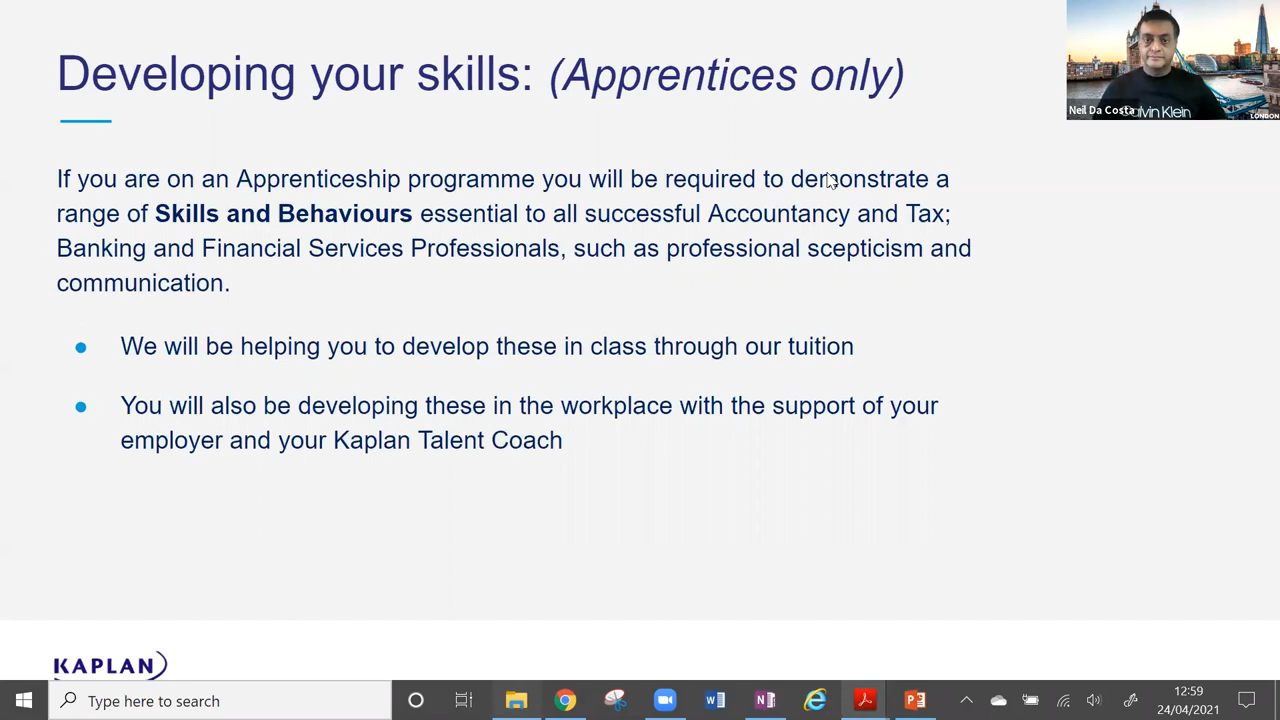 Developing your skills: (Apprentices only)
Neil Da Costa
Calvin Klein
LONDON
If you are on an Apprenticeship programme you will be required to demonstrate a
range of Skills and Behaviours essential to all successful Accountancy and Tax;
Banking and Financial Services Professionals, such as professional scepticism and
communication.
We will be helping you to develop these in class through our tuition
You will also be developing these in the workplace with the support of your
employer and your Kaplan Talent Coach
KAPLAN
Type here to search
12:59
24/04/2021